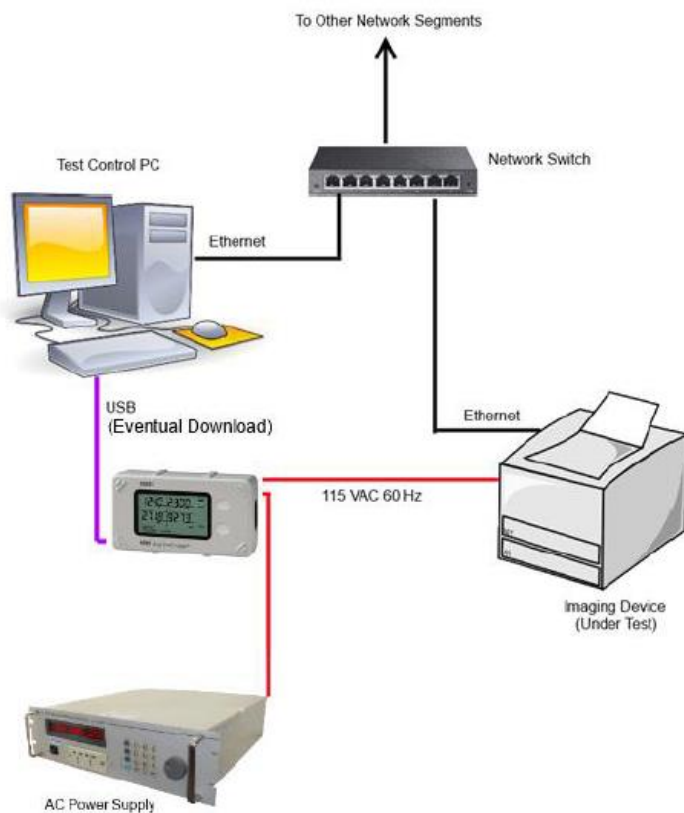 To Other Network Segments
Test Control PC
Network Switch
Ethernet
USB
(Eventual Download)
Ethernet
115 VAC 60 Hz
Imaging Device
(Under Test)
AC Power Supply